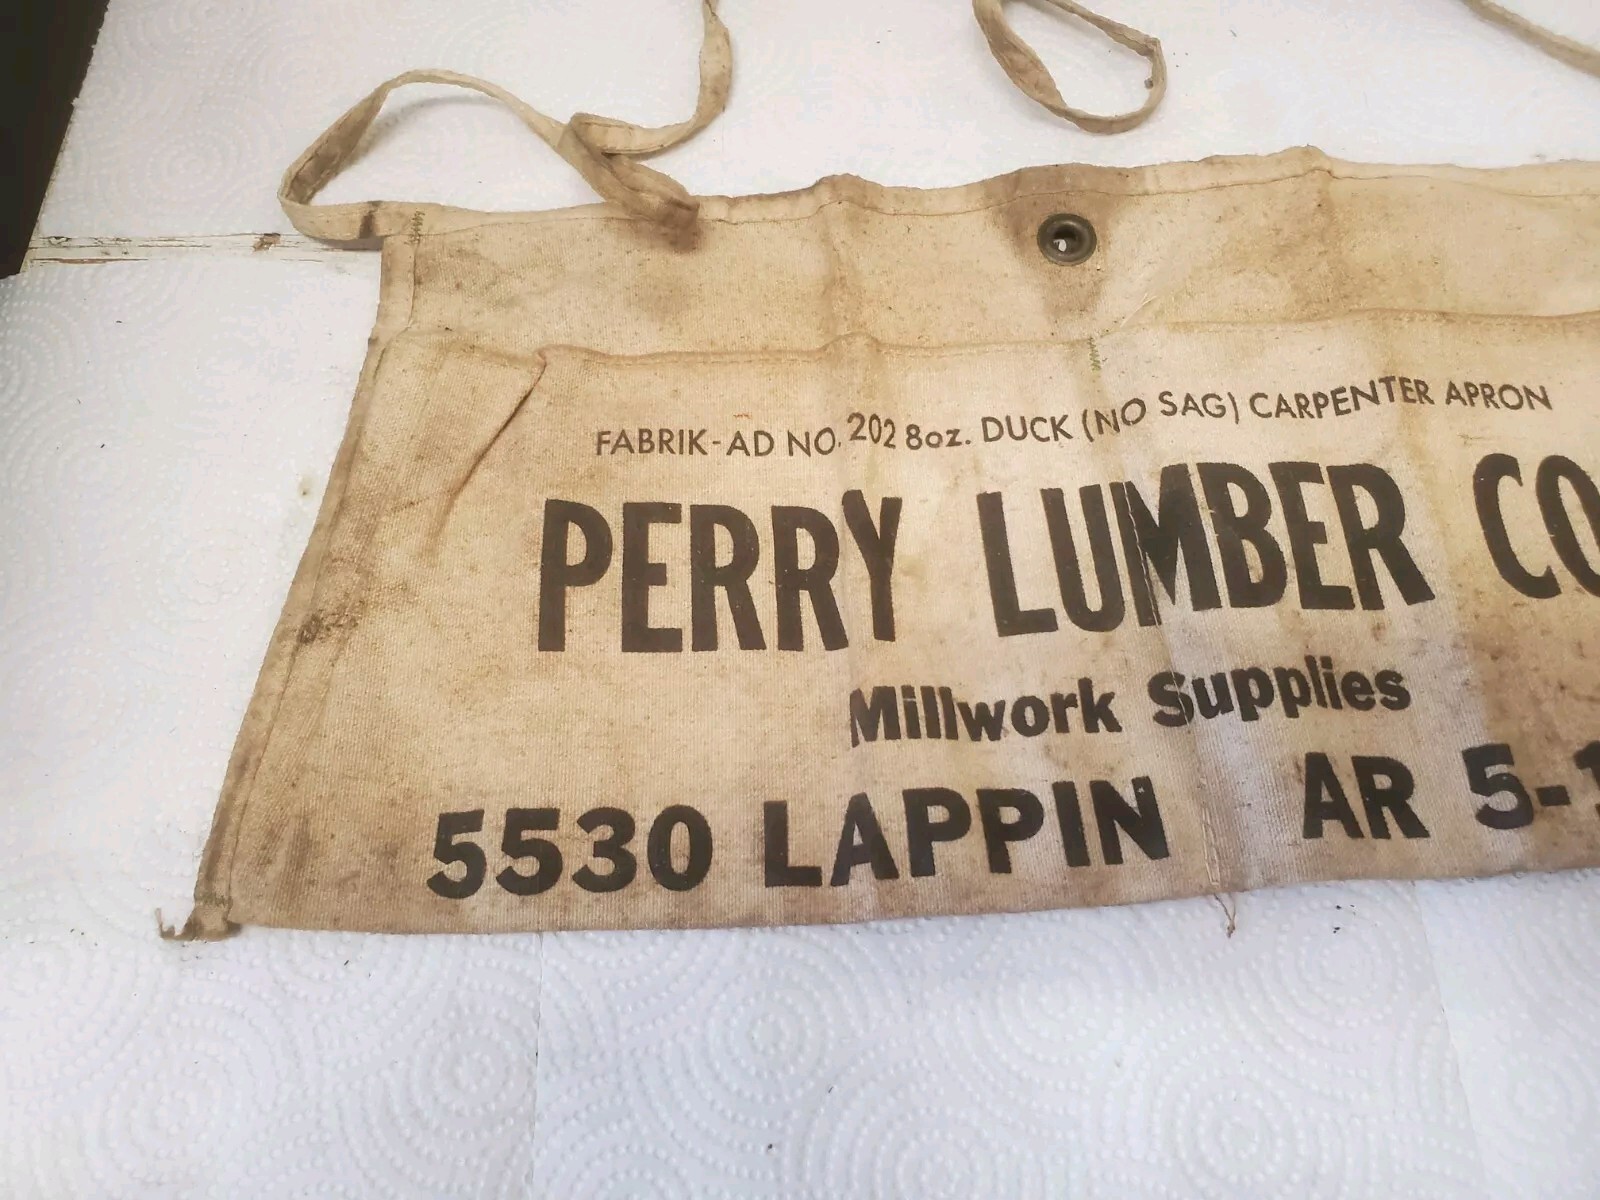 FABRIK-AD NO. 202 8oz. DUCK (NO SAG) CARPENTER APRON
PERRY LUMBER CO
Millwork Supplies
5530 LAPPIN AR 5-1